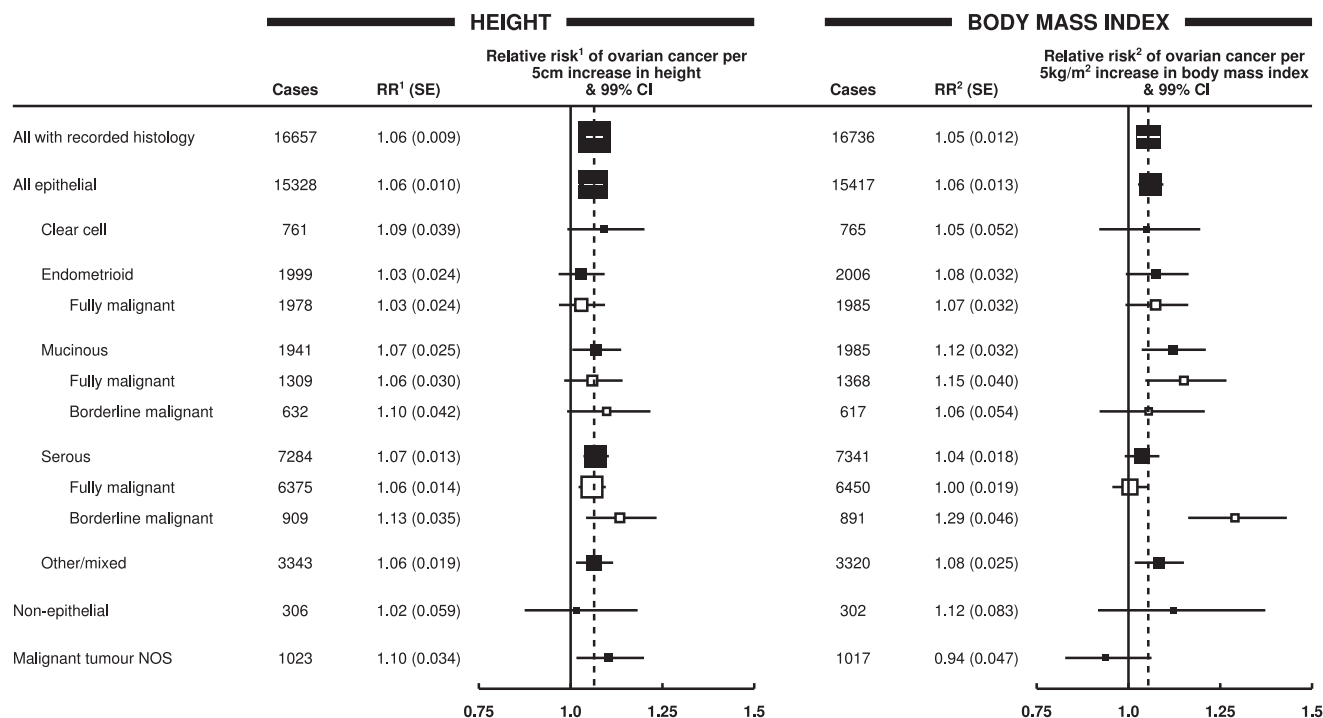 HEIGHT BODY MASS INDEX
Relative risk¹ of ovarian cancer per Relative risk² of ovarian cancer per
5cm increase in height 5kg/m² increase in body mass index
Cases RR¹ (SE) & 99% CI Cases RR² (SE) & 99% CI
All with recorded histology 16657 1.06 (0.009) 16736 1.05 (0.012)
All epithelial 15328 1.06 (0.010) 15417 1.06 (0.013)
Clear cell 761 1.09 (0.039) 765 1.05 (0.052)
Endometrioid 1999 1.03 (0.024) 2006 1.08 (0.032)
Fully malignant 1978 1.03 (0.024) 1985 1.07 (0.032)
Mucinous 1941 1.07 (0.025) 1985 1.12 (0.032)
Fully malignant 1309 1.06 (0.030) 1368 1.15 (0.040)
Borderline malignant 632 1.10 (0.042) 617 1.06 (0.054)
Serous 7284 1.07 (0.013) 7341 1.04 (0.018)
Fully malignant 6375 1.06 (0.014) 6450 1.00 (0.019)
Borderline malignant 909 1.13 (0.035) 891 1.29 (0.046)
Other/mixed 3343 1.06 (0.019) 3320 1.08 (0.025)
Non-epithelial 306 1.02 (0.059) 302 1.12 (0.083)
Malignant tumour NOS 1023 1.10 (0.034) 1017 0.94 (0.047)
0.75 1.0 1.25 1.5 0.75 1.0 1.25 1.5